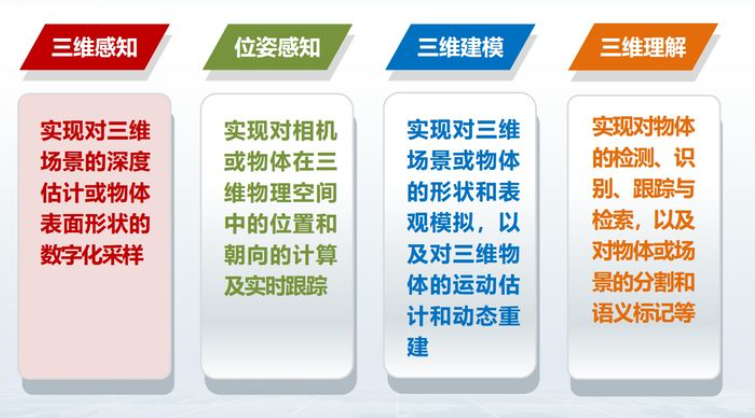 三维感知
实现对三维
场景的深度
估计或物体
表面形状的
数字化采样
位姿感知
实现对相机
或物体在三
维物理空间
中的位置和
朝向的计算
及实时跟踪
三维建模
实现对三维
场景或物体
的形状和表
观模拟，以
及对三维物
体的运动估
计和动态重
建
三维理解
实现对物体
的检测、识
别、跟踪与
检索，以及
对物体或场
景的分割和
语义标记等